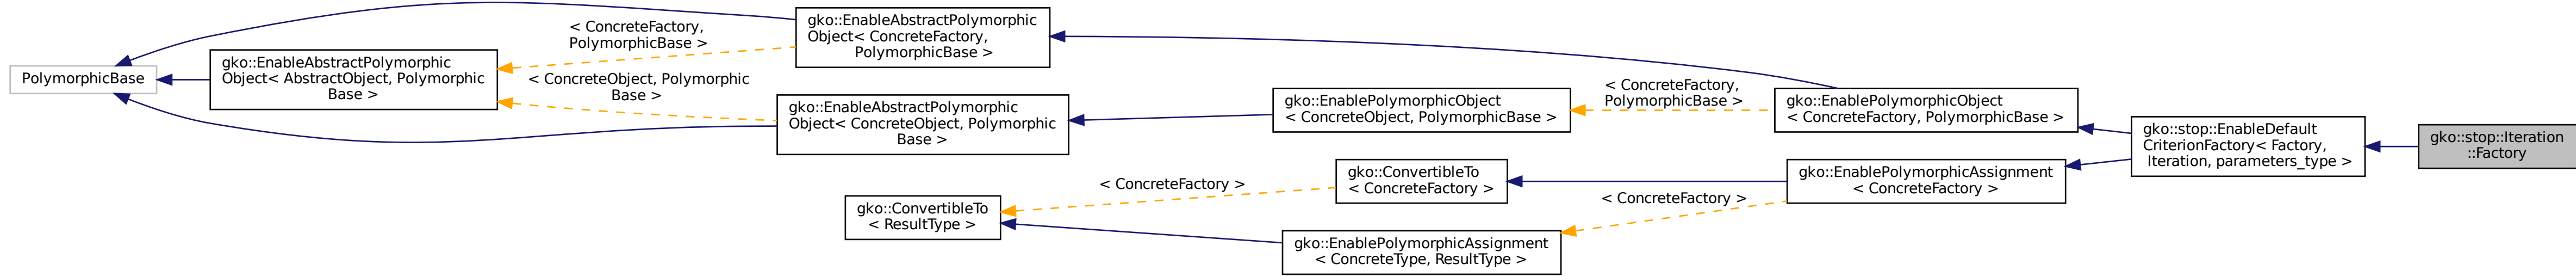 PolymorphicBase
gko::EnableAbstractPolymorphic
Object< AbstractObject, Polymorphic
Base >
< ConcreteFactory,
PolymorphicBase >
< ConcreteObject, Polymorphic
Base >
gko::EnableAbstractPolymorphic
Object< ConcreteFactory,
PolymorphicBase >
gko::EnableAbstractPolymorphic
Object< ConcreteObject, Polymorphic
Base >
gko::ConvertibleTo
< ResultType >
< ConcreteFactory >
gko::EnablePolymorphicObject
< ConcreteObject, PolymorphicBase >
gko::ConvertibleTo
< ConcreteFactory >
gko::EnablePolymorphicAssignment
< ConcreteType, ResultType >
< ConcreteFactory,
PolymorphicBase >
< ConcreteFactory >
gko::EnablePolymorphicObject
< ConcreteFactory, PolymorphicBase >
gko::EnablePolymorphicAssignment
< ConcreteFactory >
gko::stop::EnableDefault
CriterionFactory< Factory,
Iteration, parameters_type >
gko::stop::Iteration
::Factory